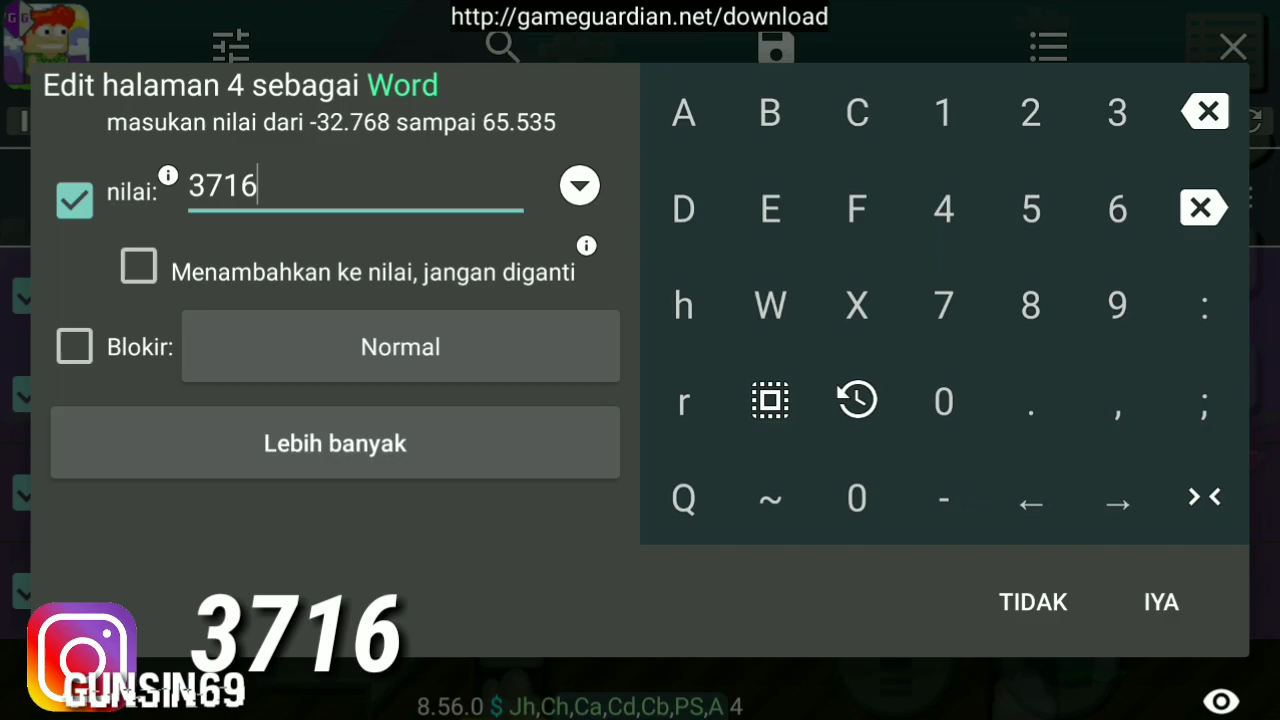 http://gameguardian.net/download
Edit halaman 4 sebagai Word
masukan nilai dari -32.768 sampai 65.535
nilai: 3716
Menambahkan ke nilai, jangan diganti
Blokir: Normal
Lebih banyak
A B C 1 2 3
D E F 4 5 6
h W X 7 8 9 :
r 0 . , ;
Q ~ 0 - ← →
TIDAK IYA
3716
GUNSIN69
8.56.0 $ Jh,Ch,Ca,Cd,Cb,PS,A 4